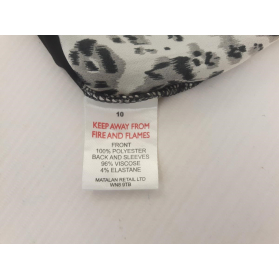 10
KEEP AWAY FROM
FIRE AND FLAMES
FRONT
100% POLYESTER
BACK AND SLEEVES
96% VISCOSE
4% ELASTANE
MATALAN RETAIL LTD
WN8 9TB